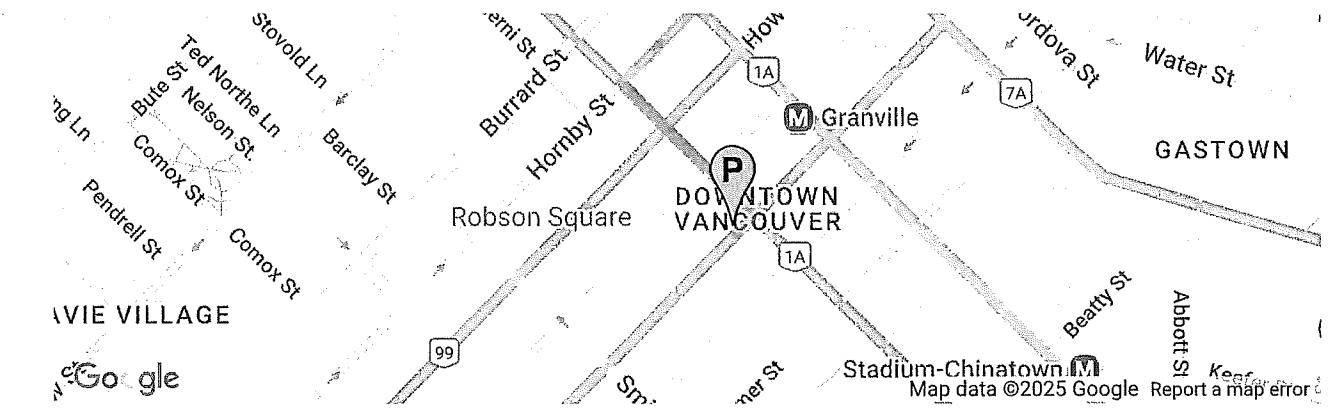 Stovold Ln
Ted Northe Ln
Bute St
Nelson St.
Comox St
Pendrell St
Barclay St
Comox St
Burrard St
Hornby St
1A
7A
Water St
M Granville
GASTOWN
P
DOWNTOWN
VANCOUVER
Robson Square
1A
99
Beatty St
Abbott St
Stadium-Chinatown M
Google
Map data ©2025 Google Report a map error